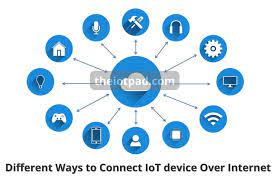 theiotpad.com
Different Ways to Connect IoT device Over Internet